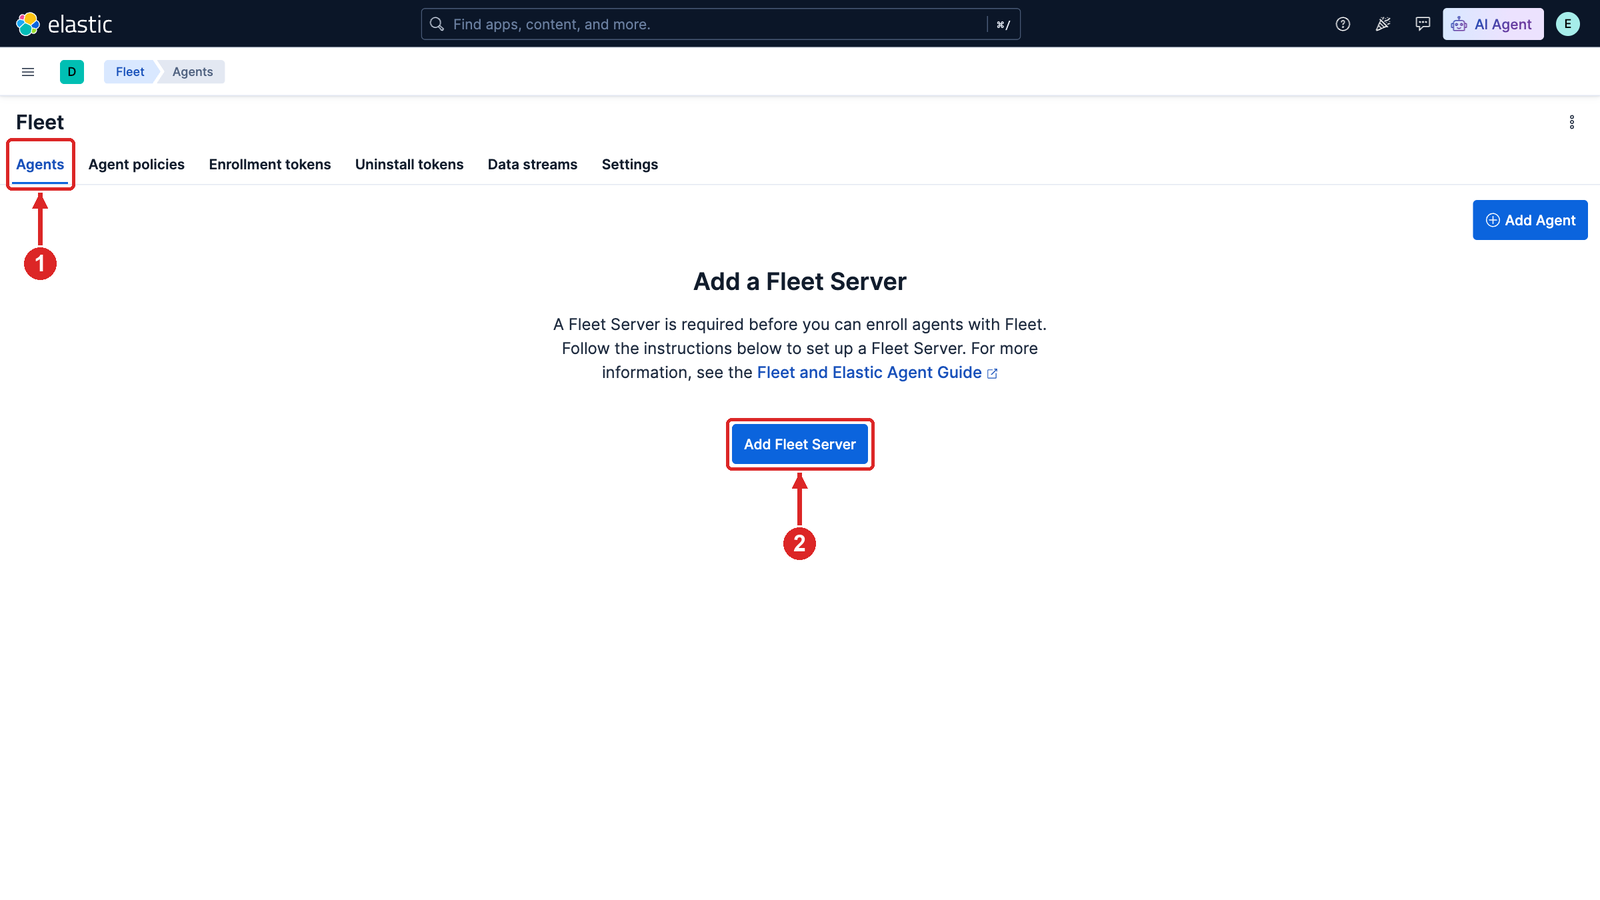 elastic
Find apps, content, and more.
⌘/
AI Agent
E
D
Fleet
Agents
Fleet
Agents
Agent policies
Enrollment tokens
Uninstall tokens
Data streams
Settings
1
Add Agent
Add a Fleet Server
A Fleet Server is required before you can enroll agents with Fleet.
Follow the instructions below to set up a Fleet Server. For more
information, see the Fleet and Elastic Agent Guide
Add Fleet Server
2